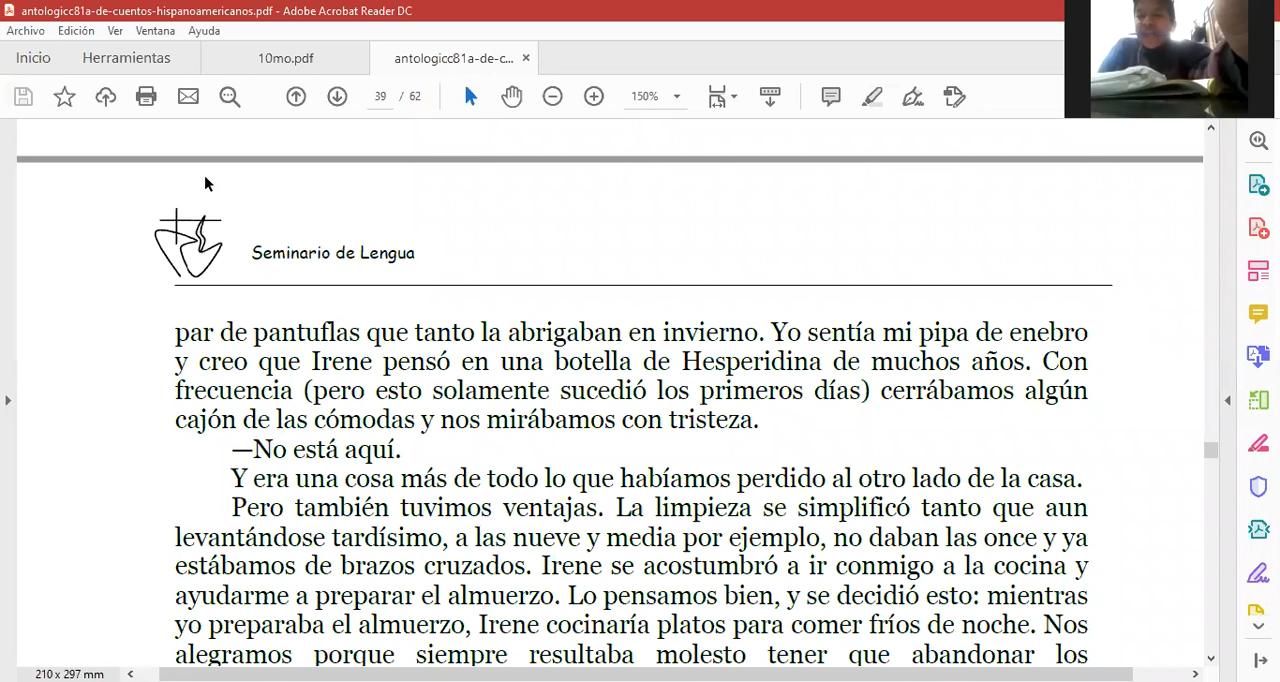 antologicc81a-de-cuentos-hispanoamericanos.pdf - Adobe Acrobat Reader DC
Archivo Edición Ver Ventana Ayuda
Inicio Herramientas 10mo.pdf antologicc81a-de-c... ×
39 / 62 150%
Seminario de Lengua
par de pantuflas que tanto la abrigaban en invierno. Yo sentía mi pipa de enebro
y creo que Irene pensó en una botella de Hesperidina de muchos años. Con
frecuencia (pero esto solamente sucedió los primeros días) cerrábamos algún
cajón de las cómodas y nos mirábamos con tristeza.
—No está aquí.
Y era una cosa más de todo lo que habíamos perdido al otro lado de la casa.
Pero también tuvimos ventajas. La limpieza se simplificó tanto que aun
levantándose tardísimo, a las nueve y media por ejemplo, no daban las once y ya
estábamos de brazos cruzados. Irene se acostumbró a ir conmigo a la cocina y
ayudarme a preparar el almuerzo. Lo pensamos bien, y se decidió esto: mientras
yo preparaba el almuerzo, Irene cocinaría platos para comer fríos de noche. Nos
alegramos porque siempre resultaba molesto tener que abandonar los
210 x 297 mm